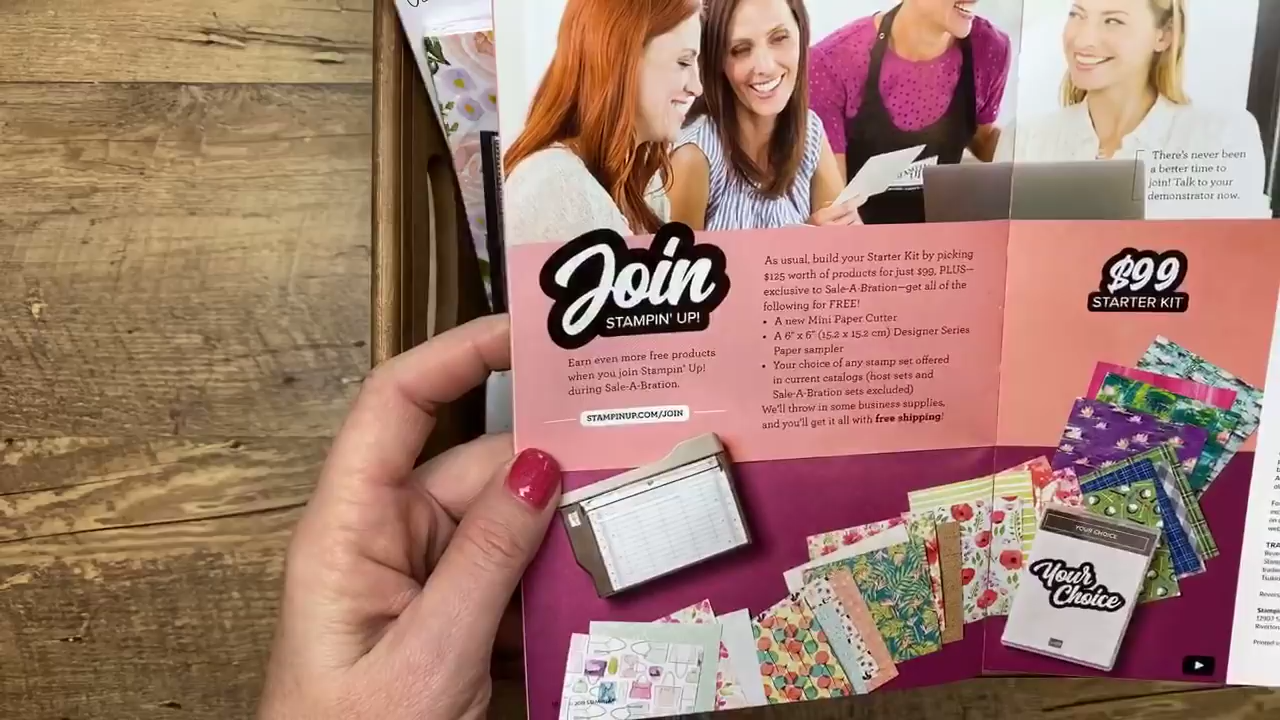 There's never been
a better time to
join! Talk to your
demonstrator now.
Join
STAMPIN' UP!
Earn even more free products
when you join Stampin' Up!
during Sale-A-Bration.
STAMPINUP.COM/JOIN
As usual, build your Starter Kit by picking
$125 worth of products for just $99, PLUS—
exclusive to Sale-A-Bration—get all of the
following for FREE!
• A new Mini Paper Cutter
• A 6" x 6" (15.2 x 15.2 cm) Designer Series
Paper sampler
• Your choice of any stamp set offered
in current catalogs (host sets and
Sale-A-Bration sets excluded)
We'll throw in some business supplies,
and you'll get it all with free shipping!
$99
STARTER KIT
YOUR CHOICE
Your
Choice